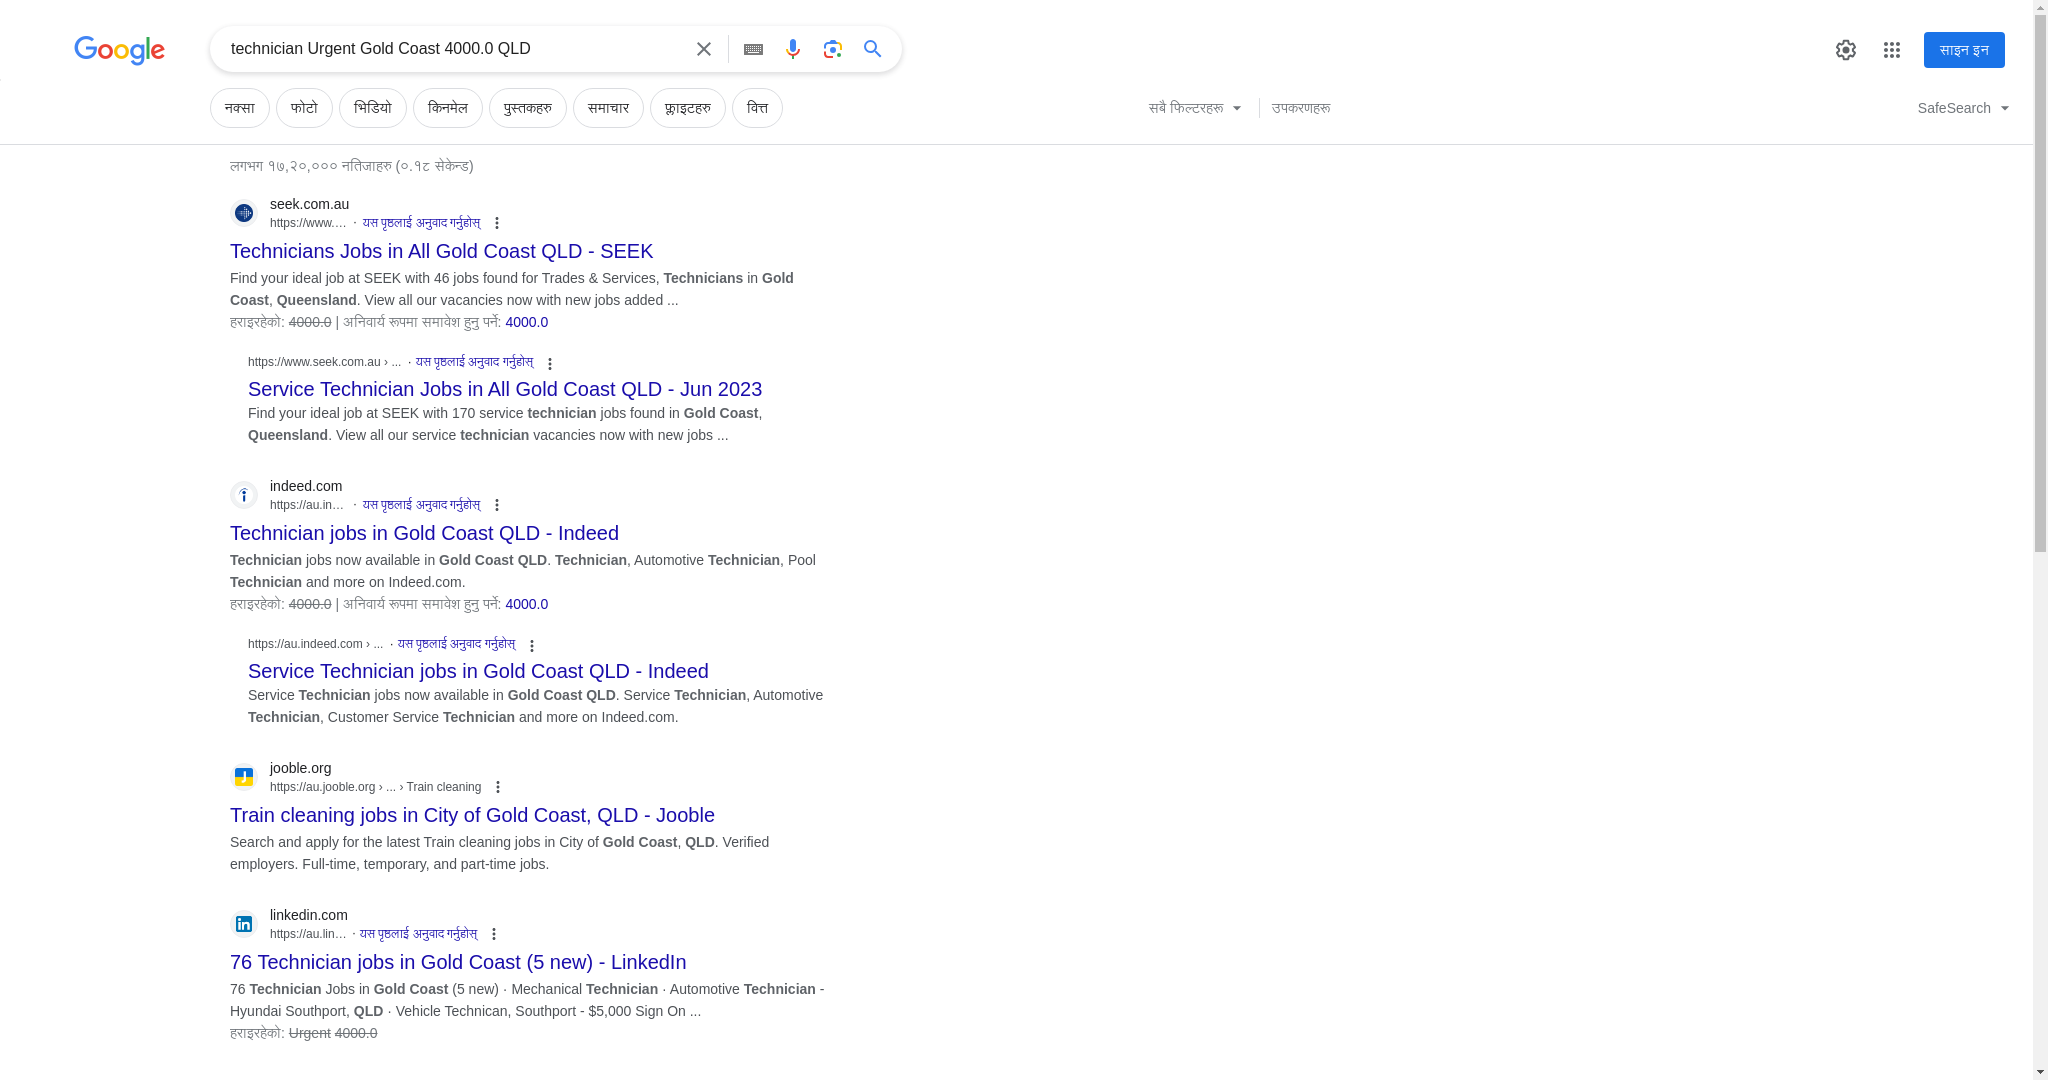 Google
technician Urgent Gold Coast 4000.0 QLD
साइन इन
नक्सा फोटो भिडियो किनमेल पुस्तकहरु समाचार फ्लाइटहरु वित्त
सबै फिल्टरहरू उपकरणहरू
SafeSearch
लगभग १७,२०,००० नतिजाहरु (०.१८ सेकेन्ड)
seek.com.au
https://www.… · यस पृष्ठलाई अनुवाद गर्नुहोस्
Technicians Jobs in All Gold Coast QLD - SEEK
Find your ideal job at SEEK with 46 jobs found for Trades & Services, Technicians in Gold
Coast, Queensland. View all our vacancies now with new jobs added ...
हराइरहेको: 4000.0 | अनिवार्य रूपमा समावेश हुनु पर्ने: 4000.0
https://www.seek.com.au › ... · यस पृष्ठलाई अनुवाद गर्नुहोस्
Service Technician Jobs in All Gold Coast QLD - Jun 2023
Find your ideal job at SEEK with 170 service technician jobs found in Gold Coast,
Queensland. View all our service technician vacancies now with new jobs ...
indeed.com
https://au.in… · यस पृष्ठलाई अनुवाद गर्नुहोस्
Technician jobs in Gold Coast QLD - Indeed
Technician jobs now available in Gold Coast QLD. Technician, Automotive Technician, Pool
Technician and more on Indeed.com.
हराइरहेको: 4000.0 | अनिवार्य रूपमा समावेश हुनु पर्ने: 4000.0
https://au.indeed.com › ... · यस पृष्ठलाई अनुवाद गर्नुहोस्
Service Technician jobs in Gold Coast QLD - Indeed
Service Technician jobs now available in Gold Coast QLD. Service Technician, Automotive
Technician, Customer Service Technician and more on Indeed.com.
jooble.org
https://au.jooble.org › ... › Train cleaning
Train cleaning jobs in City of Gold Coast, QLD - Jooble
Search and apply for the latest Train cleaning jobs in City of Gold Coast, QLD. Verified
employers. Full-time, temporary, and part-time jobs.
linkedin.com
https://au.lin… · यस पृष्ठलाई अनुवाद गर्नुहोस्
76 Technician jobs in Gold Coast (5 new) - LinkedIn
76 Technician Jobs in Gold Coast (5 new) · Mechanical Technician · Automotive Technician -
Hyundai Southport, QLD · Vehicle Technican, Southport - $5,000 Sign On ...
हराइरहेको: Urgent 4000.0